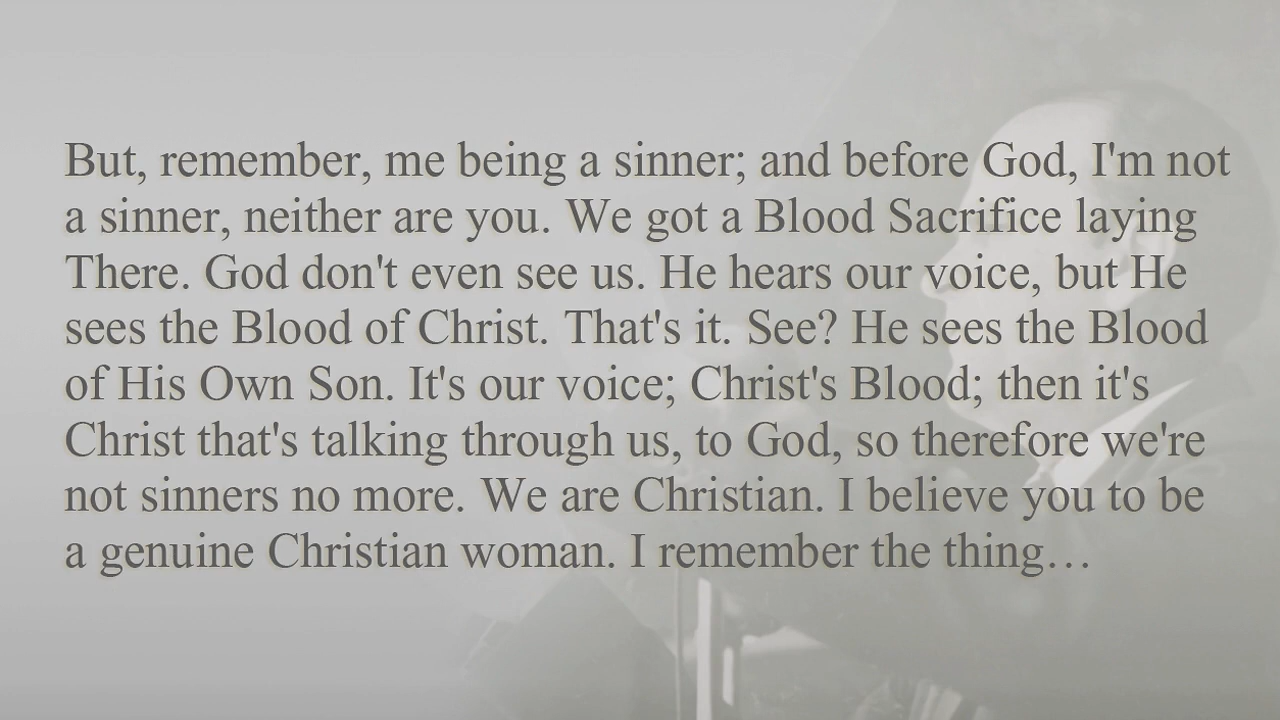 But, remember, me being a sinner; and before God, I'm not
a sinner, neither are you. We got a Blood Sacrifice laying
There. God don't even see us. He hears our voice, but He
sees the Blood of Christ. That's it. See? He sees the Blood
of His Own Son. It's our voice; Christ's Blood; then it's
Christ that's talking through us, to God, so therefore we're
not sinners no more. We are Christian. I believe you to be
a genuine Christian woman. I remember the thing…